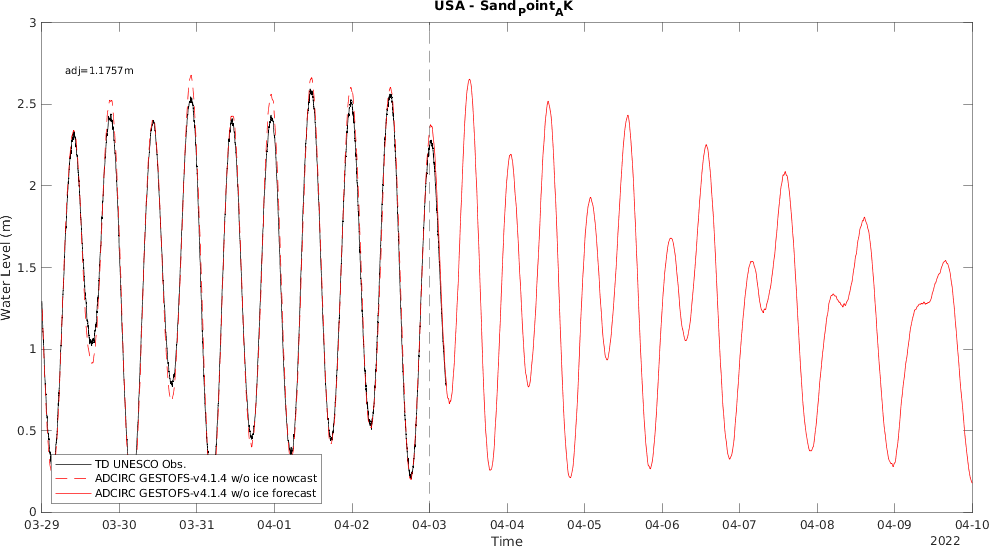 USA - SandPointAK
adj=1.1757m
3
2.5
2
1.5
1
0.5
0
Water Level (m)
TD UNESCO Obs.
ADCIRC GESTOFS-v4.1.4 w/o ice nowcast
ADCIRC GESTOFS-v4.1.4 w/o ice forecast
03-29 03-30 03-31 04-01 04-02 04-03 04-04 04-05 04-06 04-07 04-08 04-09 04-10
Time
2022